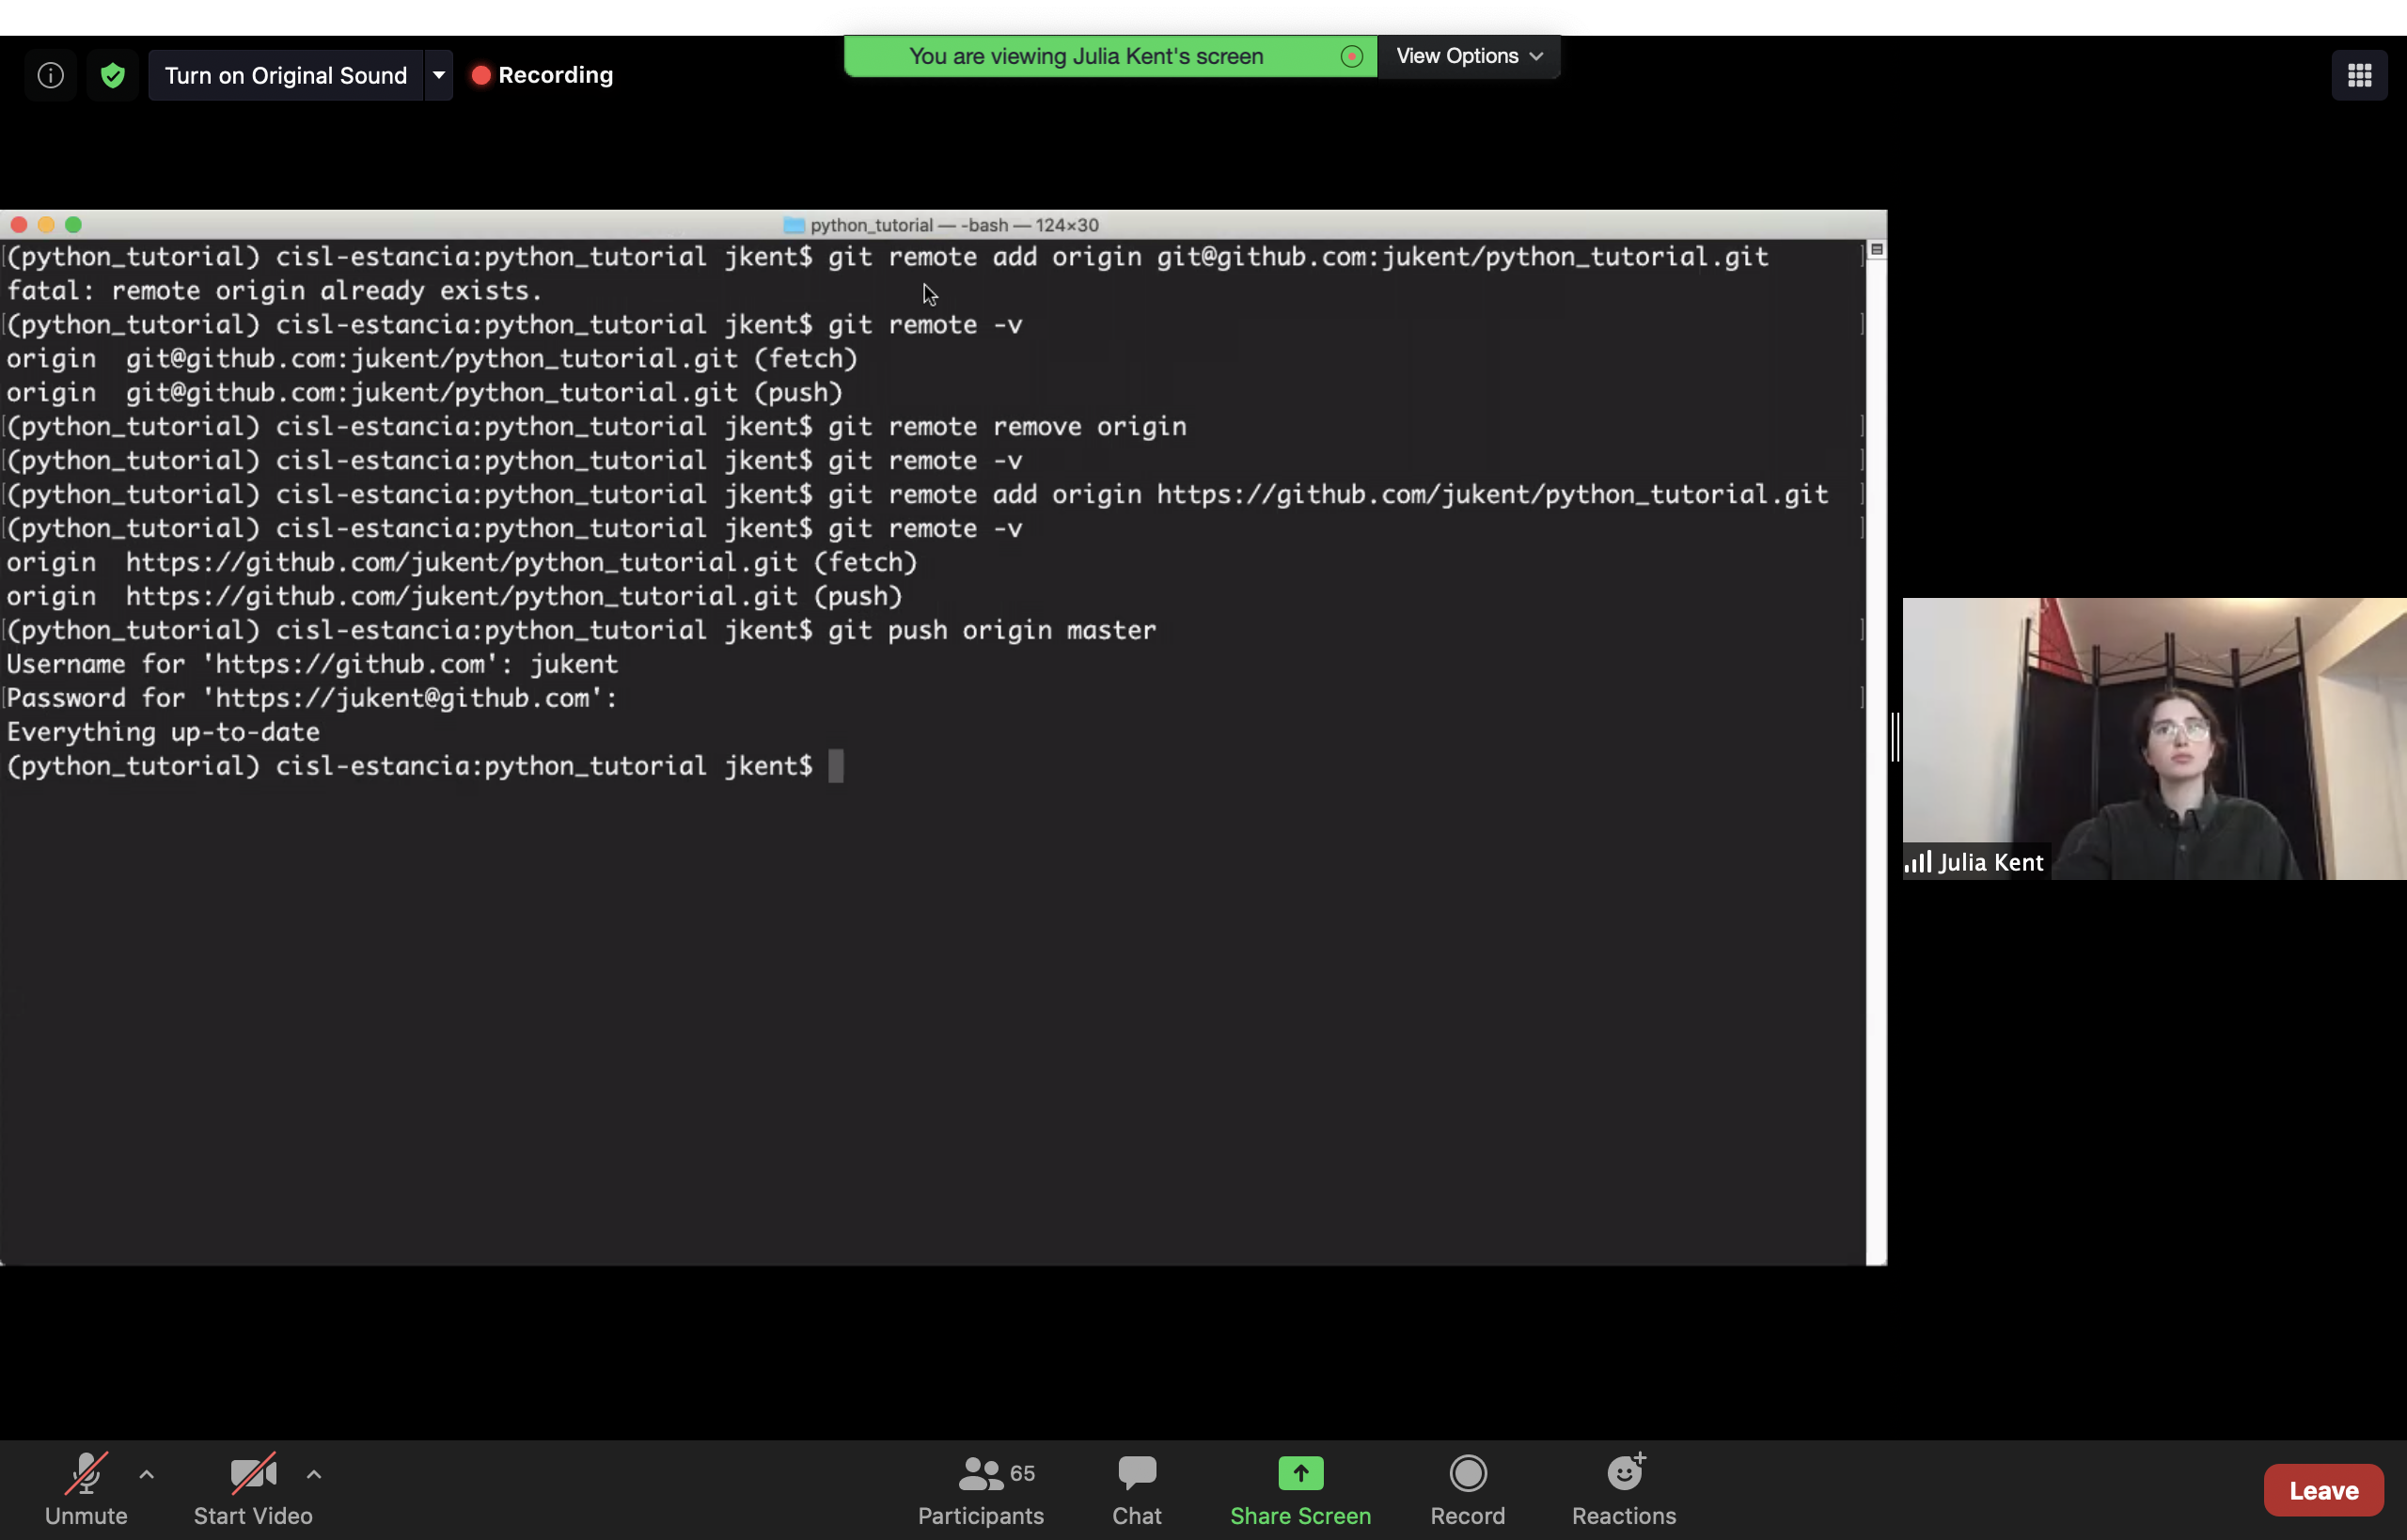 You are viewing Julia Kent's screen
View Options
Turn on Original Sound
Recording
python_tutorial — -bash — 124×30
(python_tutorial) cisl-estancia:python_tutorial jkent$ git remote add origin git@github.com:jukent/python_tutorial.git
fatal: remote origin already exists.
(python_tutorial) cisl-estancia:python_tutorial jkent$ git remote -v
origin  git@github.com:jukent/python_tutorial.git (fetch)
origin  git@github.com:jukent/python_tutorial.git (push)
(python_tutorial) cisl-estancia:python_tutorial jkent$ git remote remove origin
(python_tutorial) cisl-estancia:python_tutorial jkent$ git remote -v
(python_tutorial) cisl-estancia:python_tutorial jkent$ git remote add origin https://github.com/jukent/python_tutorial.git
(python_tutorial) cisl-estancia:python_tutorial jkent$ git remote -v
origin  https://github.com/jukent/python_tutorial.git (fetch)
origin  https://github.com/jukent/python_tutorial.git (push)
(python_tutorial) cisl-estancia:python_tutorial jkent$ git push origin master
Username for 'https://github.com': jukent
Password for 'https://jukent@github.com':
Everything up-to-date
(python_tutorial) cisl-estancia:python_tutorial jkent$
Julia Kent
Unmute
Start Video
65
Participants
Chat
Share Screen
Record
Reactions
Leave